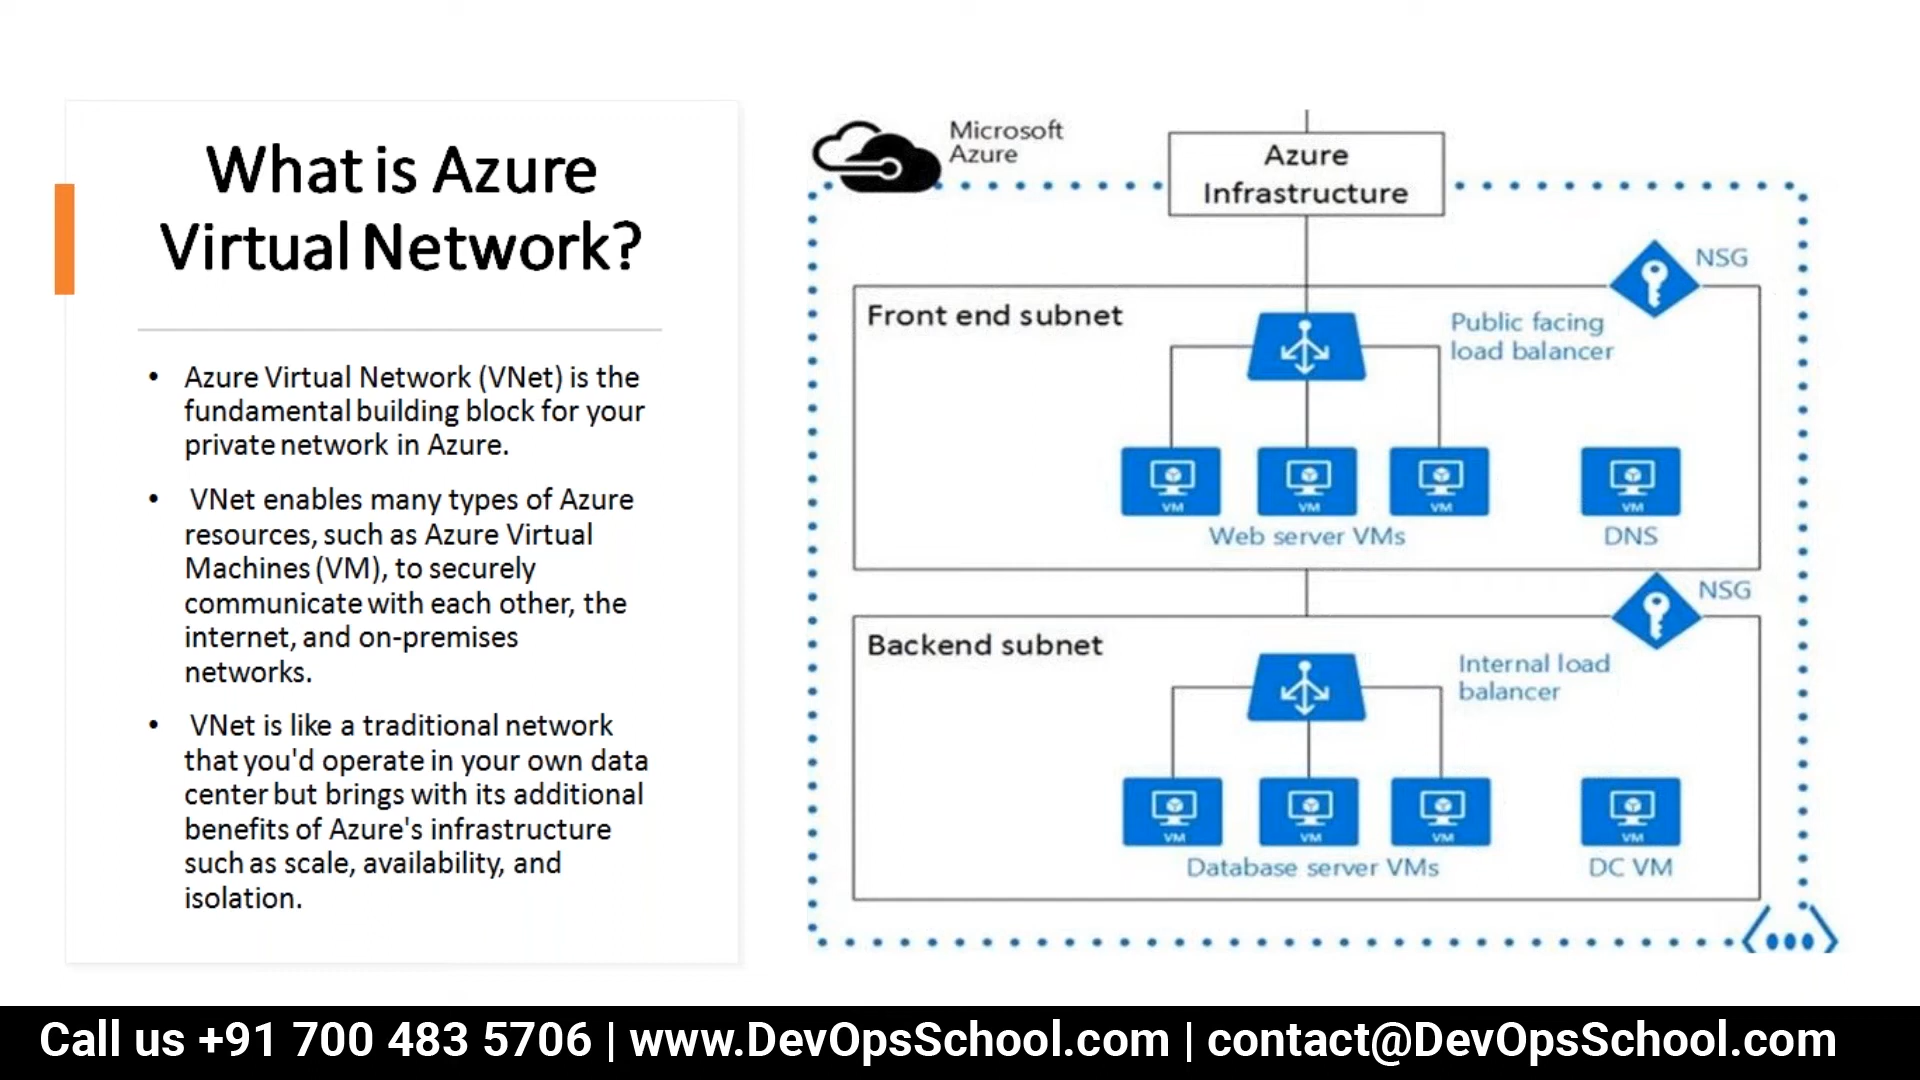 What is Azure
Virtual Network?
• Azure Virtual Network (VNet) is the
fundamental building block for your
private network in Azure.
• VNet enables many types of Azure
resources, such as Azure Virtual
Machines (VM), to securely
communicate with each other, the
internet, and on-premises
networks.
• VNet is like a traditional network
that you'd operate in your own data
center but brings with its additional
benefits of Azure's infrastructure
such as scale, availability, and
isolation.
Microsoft
Azure
Azure
Infrastructure
NSG
Front end subnet
Public facing
load balancer
VM VM VM VM
Web server VMs DNS
NSG
Backend subnet
Internal load
balancer
VM VM VM VM
Database server VMs DC VM
Call us +91 700 483 5706 | www.DevOpsSchool.com | contact@DevOpsSchool.com